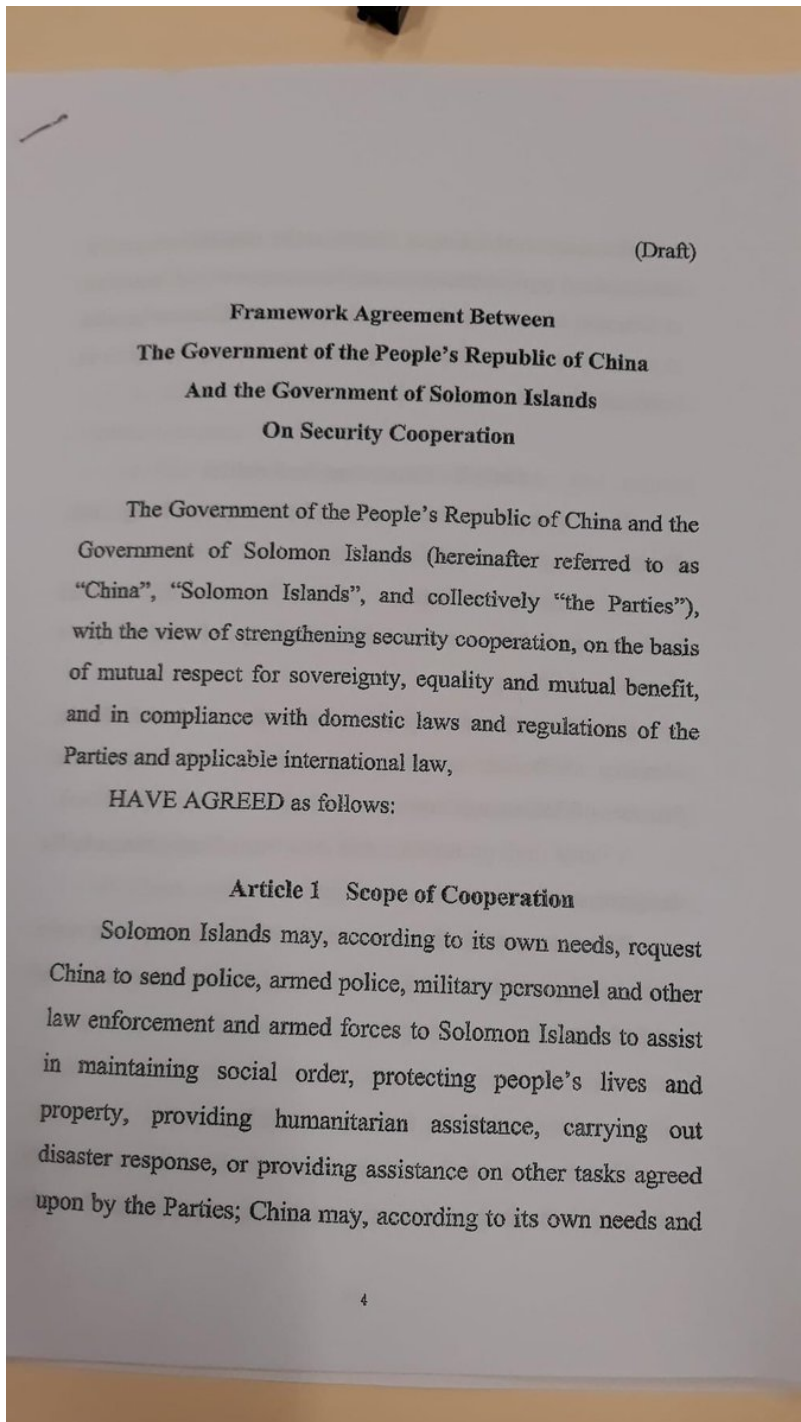 (Draft)
Framework Agreement Between
The Government of the People's Republic of China
And the Government of Solomon Islands
On Security Cooperation
The Government of the People's Republic of China and the
Government of Solomon Islands (hereinafter referred to as
“China”, “Solomon Islands”, and collectively “the Parties”),
with the view of strengthening security cooperation, on the basis
of mutual respect for sovereignty, equality and mutual benefit,
and in compliance with domestic laws and regulations of the
Parties and applicable international law,
HAVE AGREED as follows:
Article 1 Scope of Cooperation
Solomon Islands may, according to its own needs, request
China to send police, armed police, military personnel and other
law enforcement and armed forces to Solomon Islands to assist
in maintaining social order, protecting people's lives and
property, providing humanitarian assistance, carrying out
disaster response, or providing assistance on other tasks agreed
upon by the Parties; China may, according to its own needs and
4